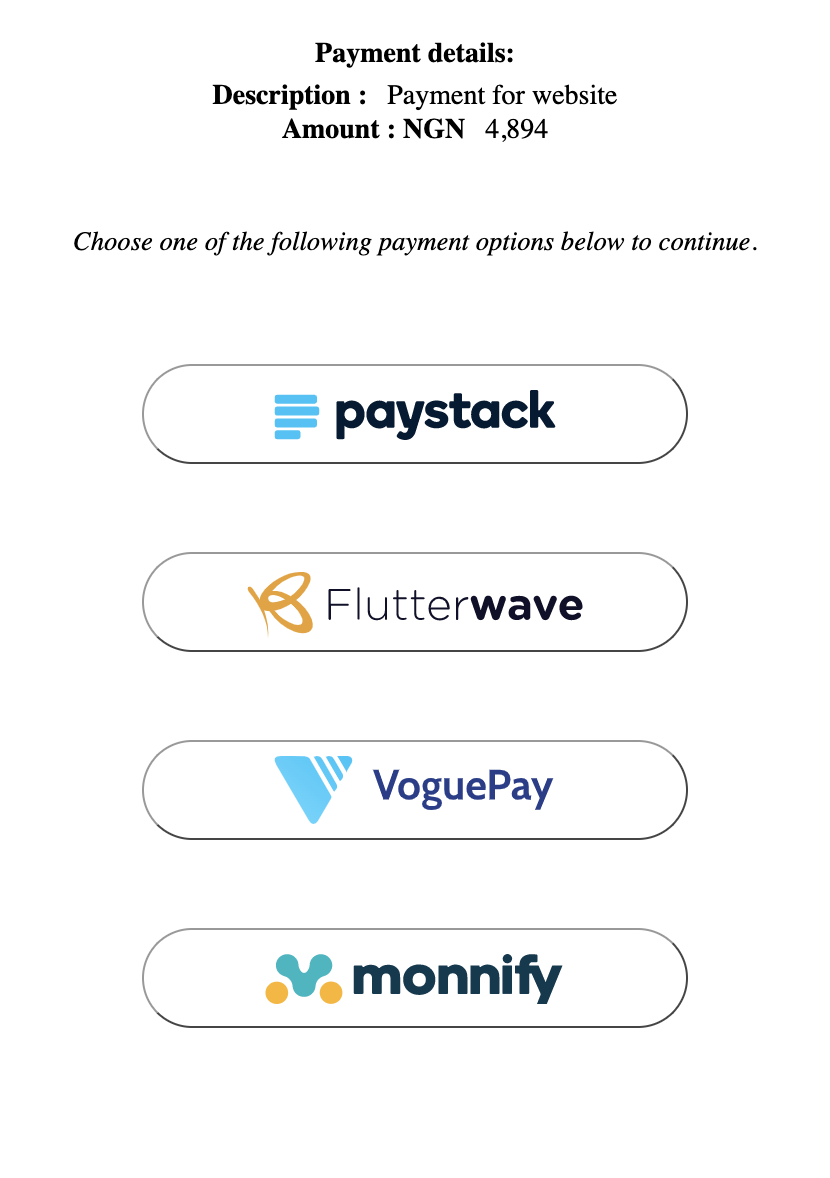 Payment details:
Description : Payment for website
Amount : NGN 4,894
Choose one of the following payment options below to continue.
paystack
Flutterwave
VoguePay
monnify